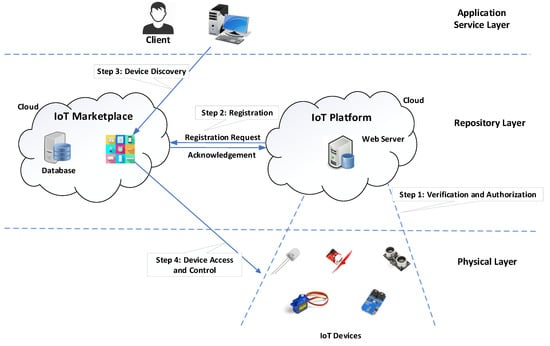 Application
Service Layer
Client
Step 3: Device Discovery
Cloud
IoT Marketplace
Database
Step 2: Registration
Registration Request
Acknowledgement
Cloud
IoT Platform
Web Server
Repository Layer
Step 1: Verification and Authorization
Step 4: Device Access
and Control
Physical Layer
IoT Devices